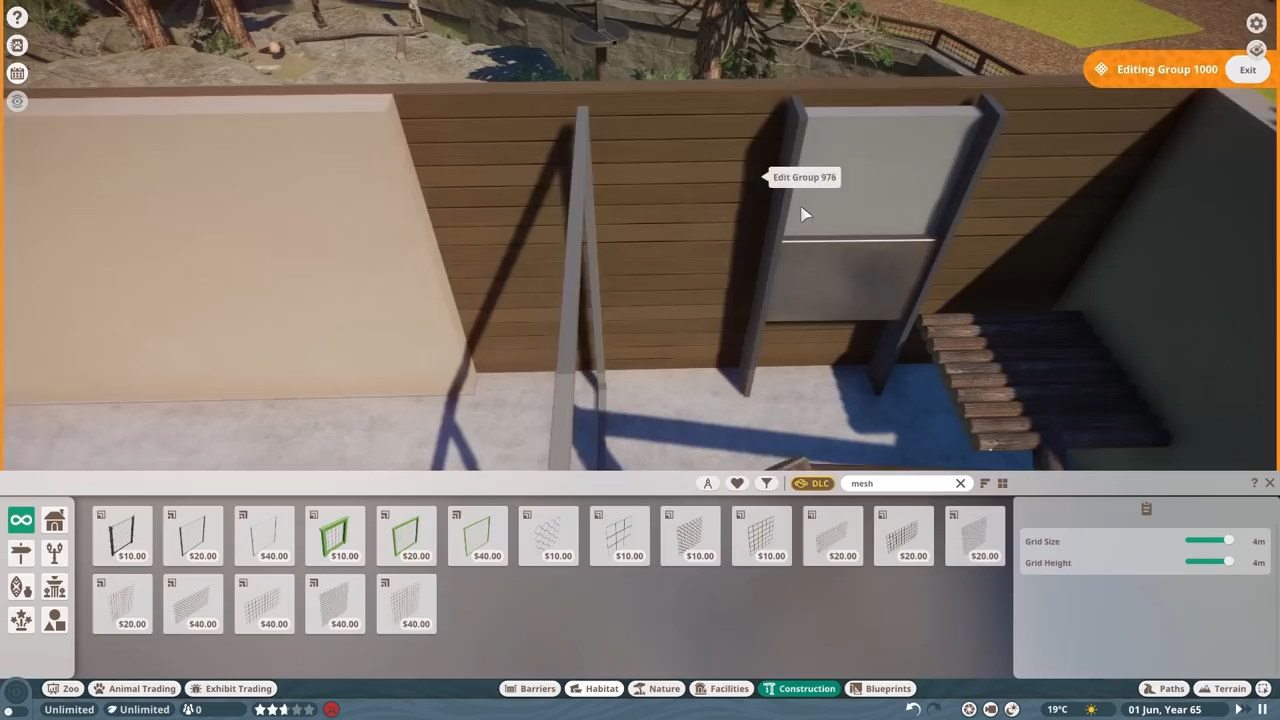 ?
Editing Group 1000
Exit
Edit Group 976
DLC
mesh
? 
$10.00 $20.00 $40.00 $10.00 $20.00 $40.00 $10.00 $10.00 $10.00 $10.00 $20.00 $20.00 $20.00
$20.00 $40.00 $40.00 $40.00 $40.00
Grid Size 4m
Grid Height 4m
Zoo Animal Trading Exhibit Trading Barriers Habitat Nature Facilities Construction Blueprints Paths Terrain
Unlimited Unlimited 0 19°C 01 Jun, Year 65